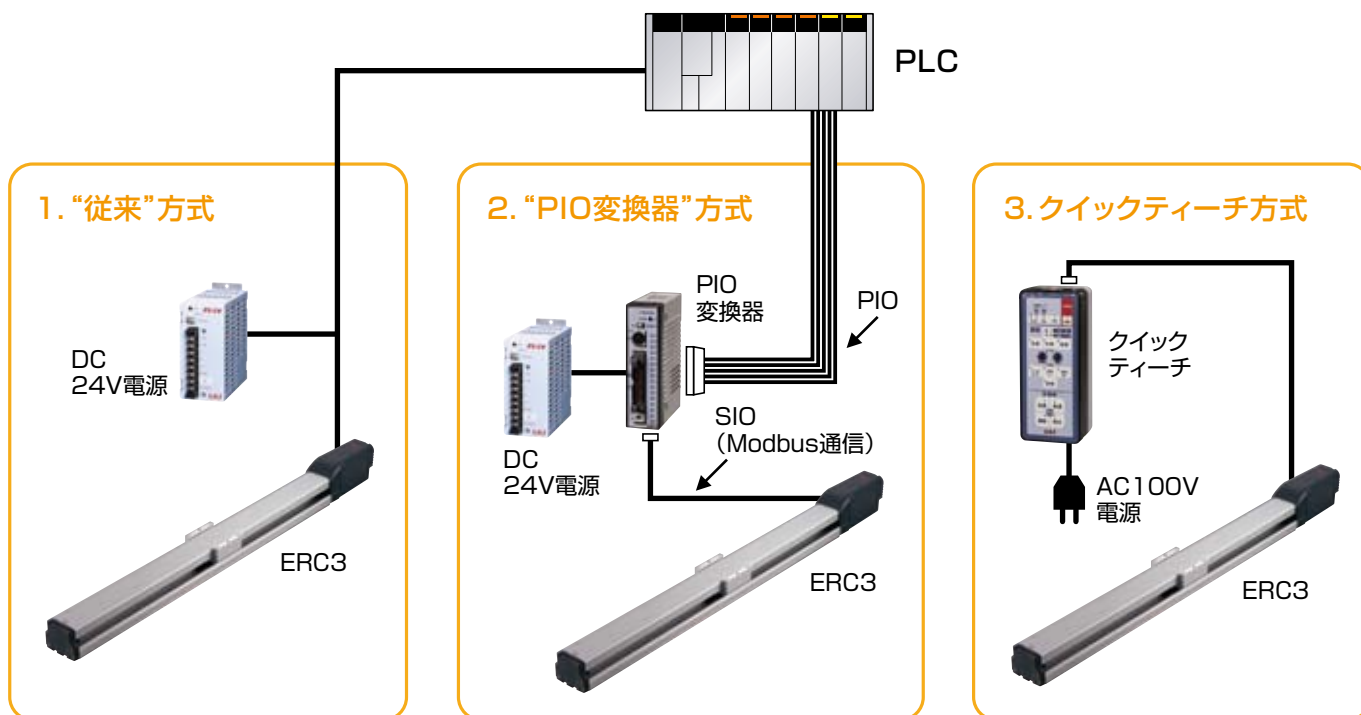 PLC
1. “従来”方式
DC
24V電源
ERC3
2. “PIO変換器”方式
PIO
変換器
PIO
DC
24V電源
SIO
（Modbus通信）
ERC3
3. クイックティーチ方式
クイック
ティーチ
AC100V
電源
ERC3